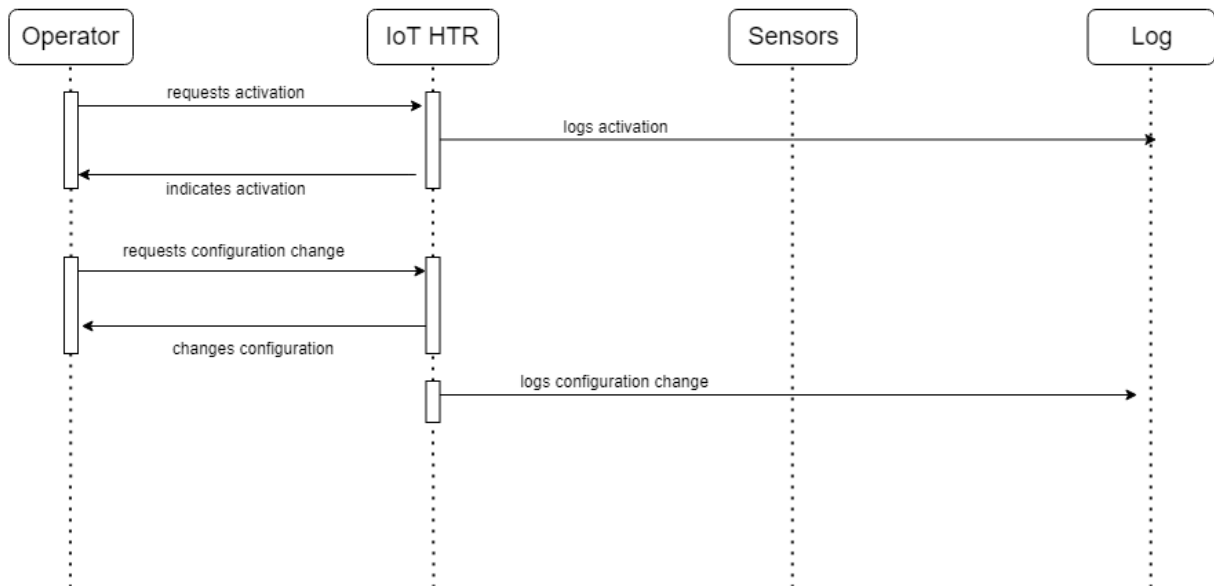 Operator
IoT HTR
Sensors
Log
requests activation
logs activation
indicates activation
requests configuration change
changes configuration
logs configuration change